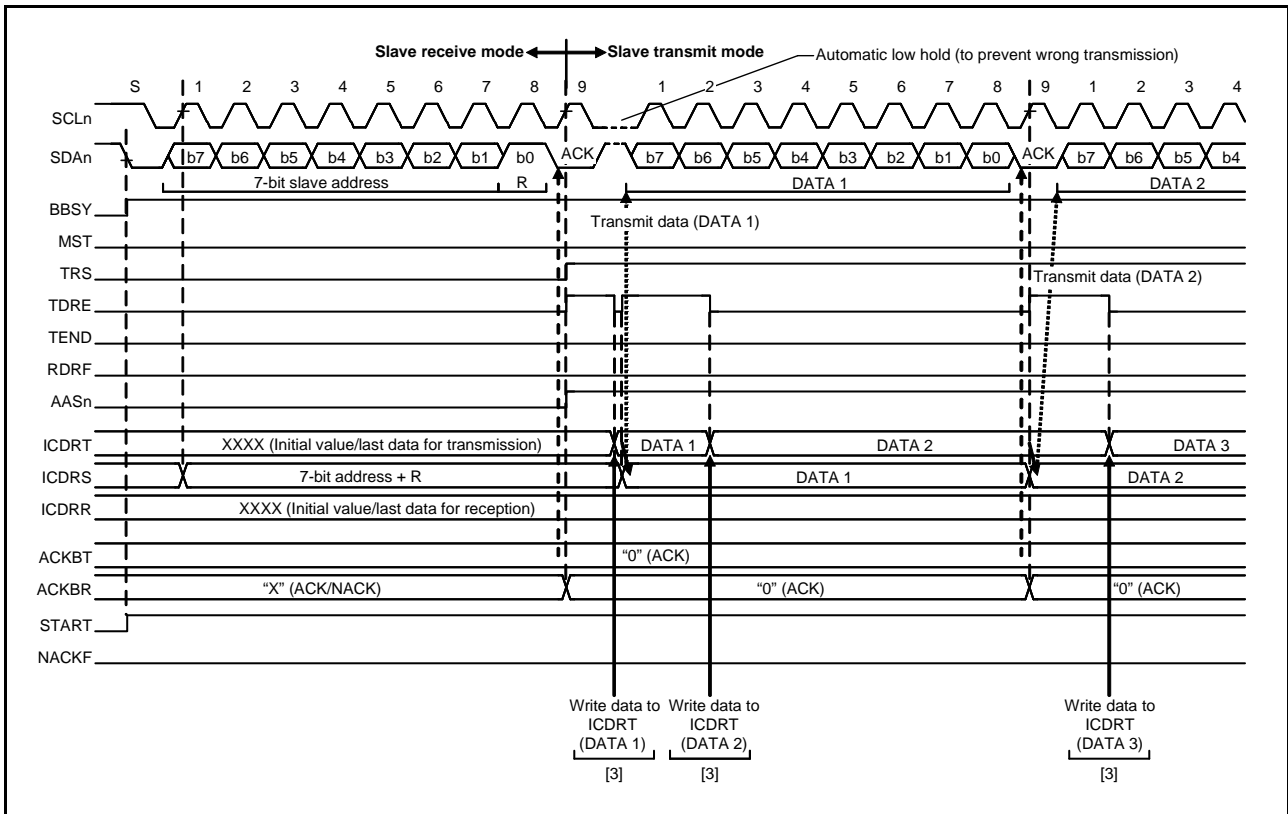 Slave receive mode Slave transmit mode
Automatic low hold (to prevent wrong transmission)
S 1 2 3 4 5 6 7 8 9 1 2 3 4 5 6 7 8 9 1 2 3 4
SCLn
SDAn b7 b6 b5 b4 b3 b2 b1 b0 ACK b7 b6 b5 b4 b3 b2 b1 b0 ACK b7 b6 b5 b4
7-bit slave address R DATA 1 DATA 2
BBSY
Transmit data (DATA 1)
MST
TRS
Transmit data (DATA 2)
TDRE
TEND
RDRF
AASn
ICDRT XXXX (Initial value/last data for transmission) DATA 1 DATA 2 DATA 3
ICDRS 7-bit address + R DATA 1 DATA 2
ICDRR XXXX (Initial value/last data for reception)
ACKBT "0" (ACK)
ACKBR "X" (ACK/NACK) "0" (ACK) "0" (ACK)
START
NACKF
Write data to Write data to Write data to
ICDRT ICDRT ICDRT
(DATA 1) (DATA 2) (DATA 3)
[3] [3] [3]